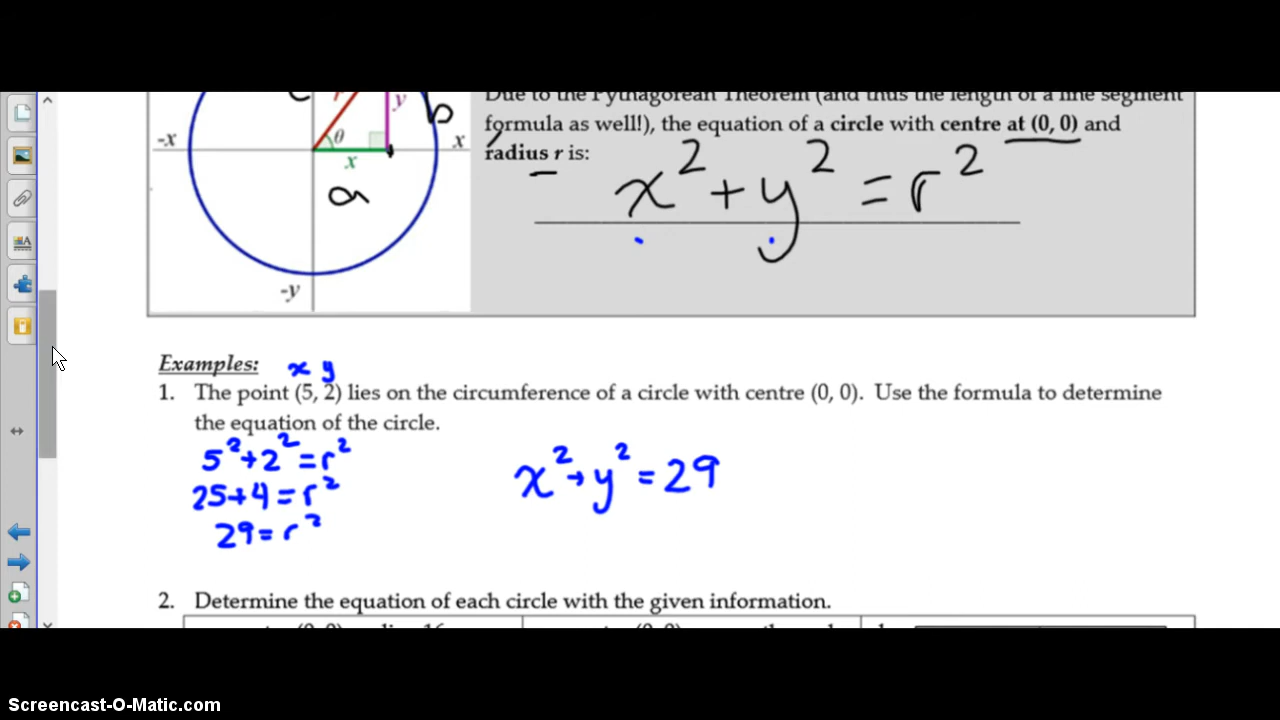 Due to the Pythagorean Theorem (and thus the length of a line segment
y
b
-x
θ
x
formula as well!), the equation of a circle with centre at (0, 0) and
x
radius r is:
a
x² + y² = r²
-y
Examples:
x y
1. The point (5, 2) lies on the circumference of a circle with centre (0, 0). Use the formula to determine
the equation of the circle.
5² + 2² = r²
25 + 4 = r²
29 = r²
x² + y² = 29
2. Determine the equation of each circle with the given information.
Screencast-O-Matic.com